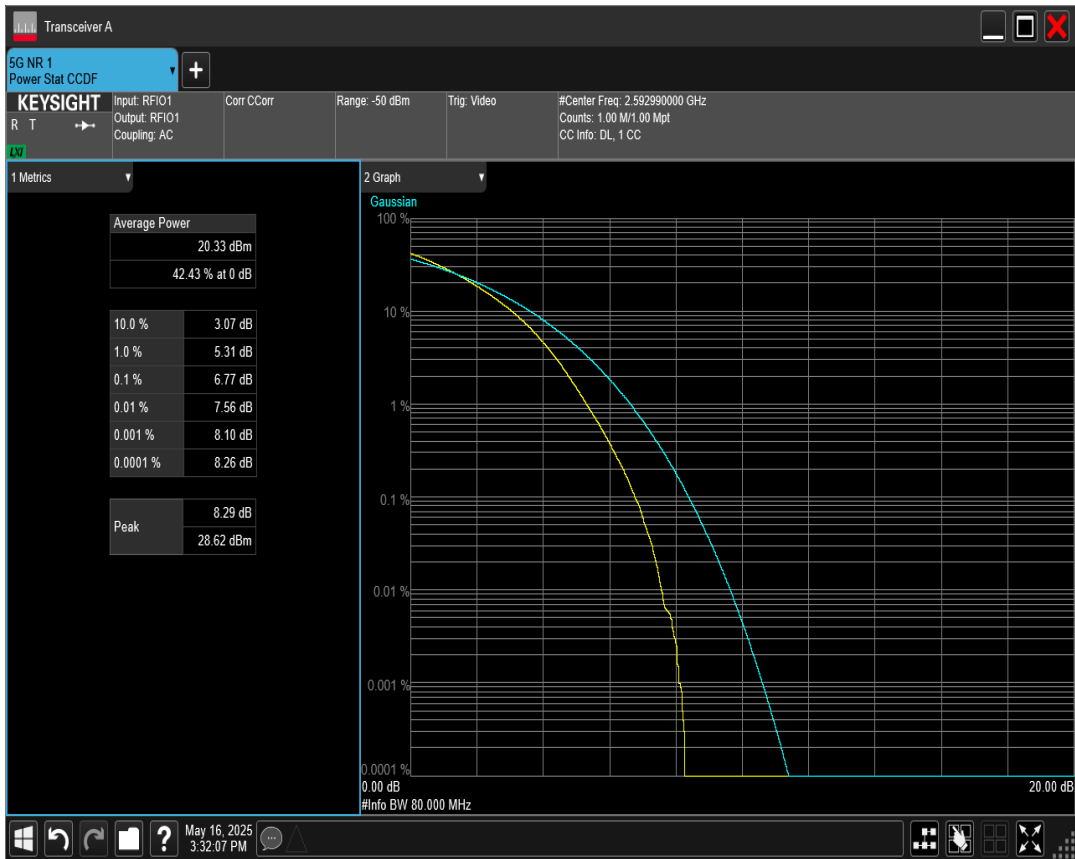 Transceiver A
5G NR 1
Power Stat CCDF
KEYSIGHT
R T
LXI
Input: RFIO1
Output: RFIO1
Coupling: AC
Corr CCorr
Range: -50 dBm
Trig: Video
#Center Freq: 2.592990000 GHz
Counts: 1.00 M/1.00 Mpt
CC Info: DL, 1 CC
1 Metrics
Average Power
20.33 dBm
42.43 % at 0 dB
10.0 % 3.07 dB
1.0 % 5.31 dB
0.1 % 6.77 dB
0.01 % 7.56 dB
0.001 % 8.10 dB
0.0001 % 8.26 dB
Peak
8.29 dB
28.62 dBm
2 Graph
Gaussian
100 %
10 %
1 %
0.1 %
0.01 %
0.001 %
0.0001 %
0.00 dB 20.00 dB
#Info BW 80.000 MHz
? May 16, 2025
3:32:07 PM